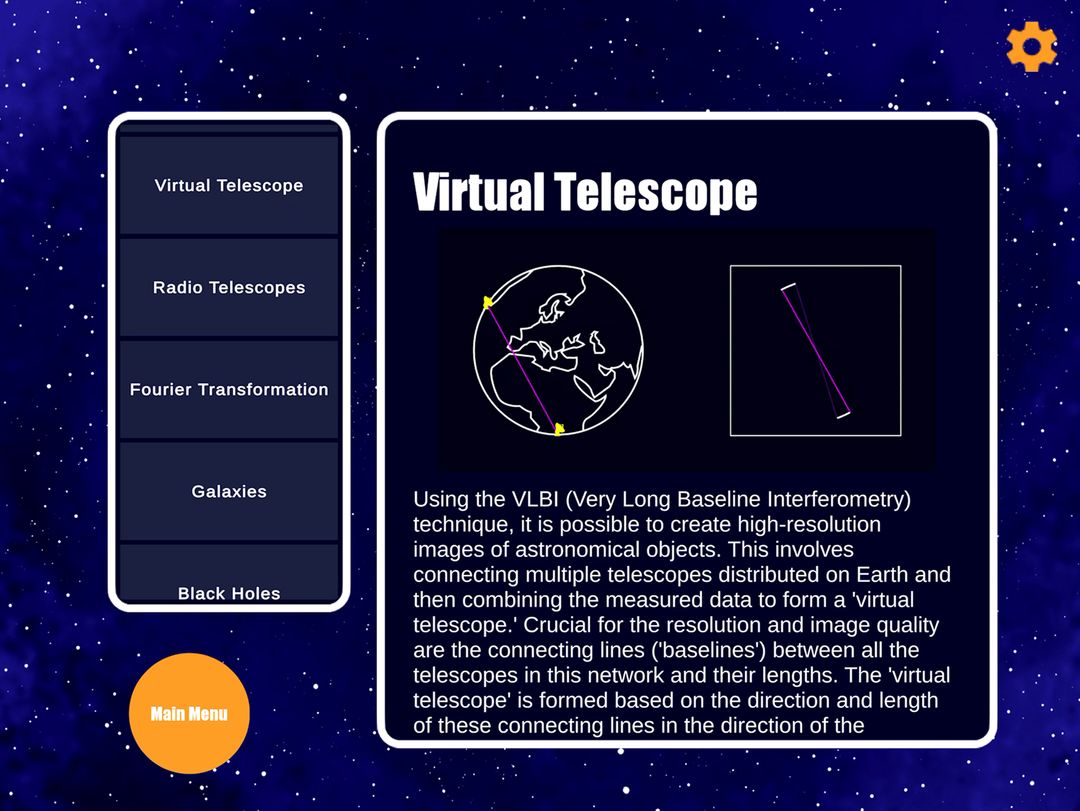 Virtual Telescope
Radio Telescopes
Fourier Transformation
Galaxies
Black Holes
Main Menu
Virtual Telescope
Using the VLBI (Very Long Baseline Interferometry)
technique, it is possible to create high-resolution
images of astronomical objects. This involves
connecting multiple telescopes distributed on Earth and
then combining the measured data to form a 'virtual
telescope.' Crucial for the resolution and image quality
are the connecting lines ('baselines') between all the
telescopes in this network and their lengths. The 'virtual
telescope' is formed based on the direction and length
of these connecting lines in the direction of the